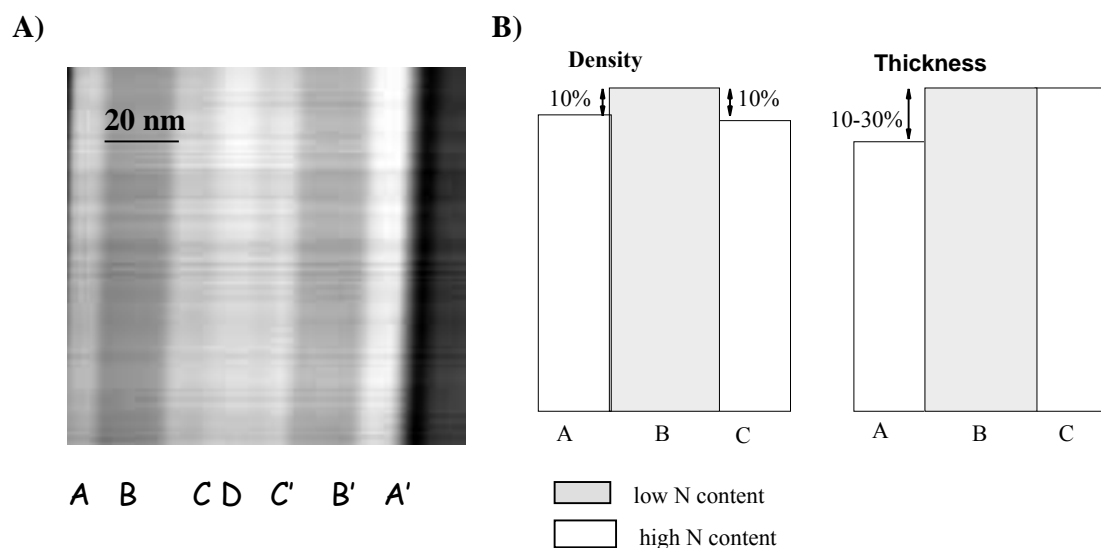 A)
20 nm
A B C D C' B' A'
B)
Density
10%
10%
A B C
Thickness
10-30%
A B C
low N content
high N content